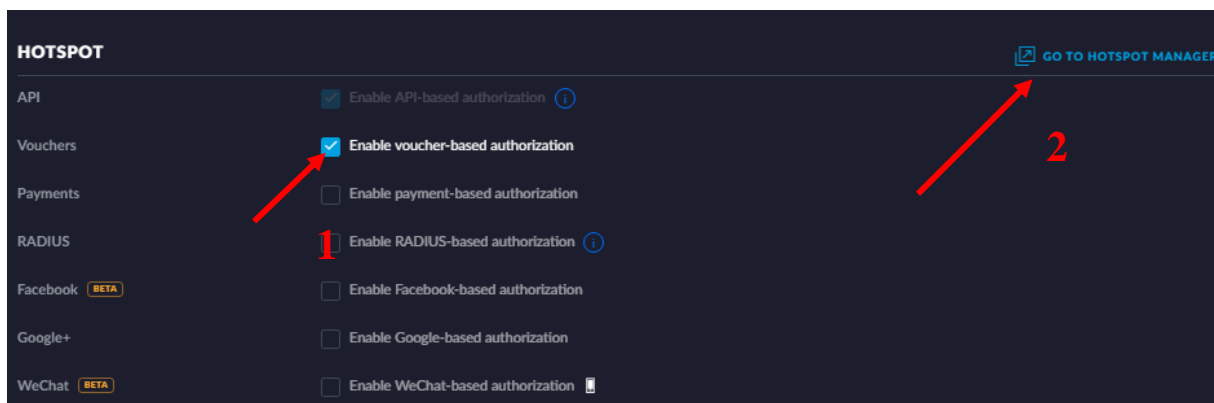 HOTSPOT GO TO HOTSPOT MANAGER
API Enable API-based authorization i
Vouchers Enable voucher-based authorization
2
Payments Enable payment-based authorization
1
RADIUS Enable RADIUS-based authorization i
Facebook BETA Enable Facebook-based authorization
Google+ Enable Google-based authorization
WeChat BETA Enable WeChat-based authorization